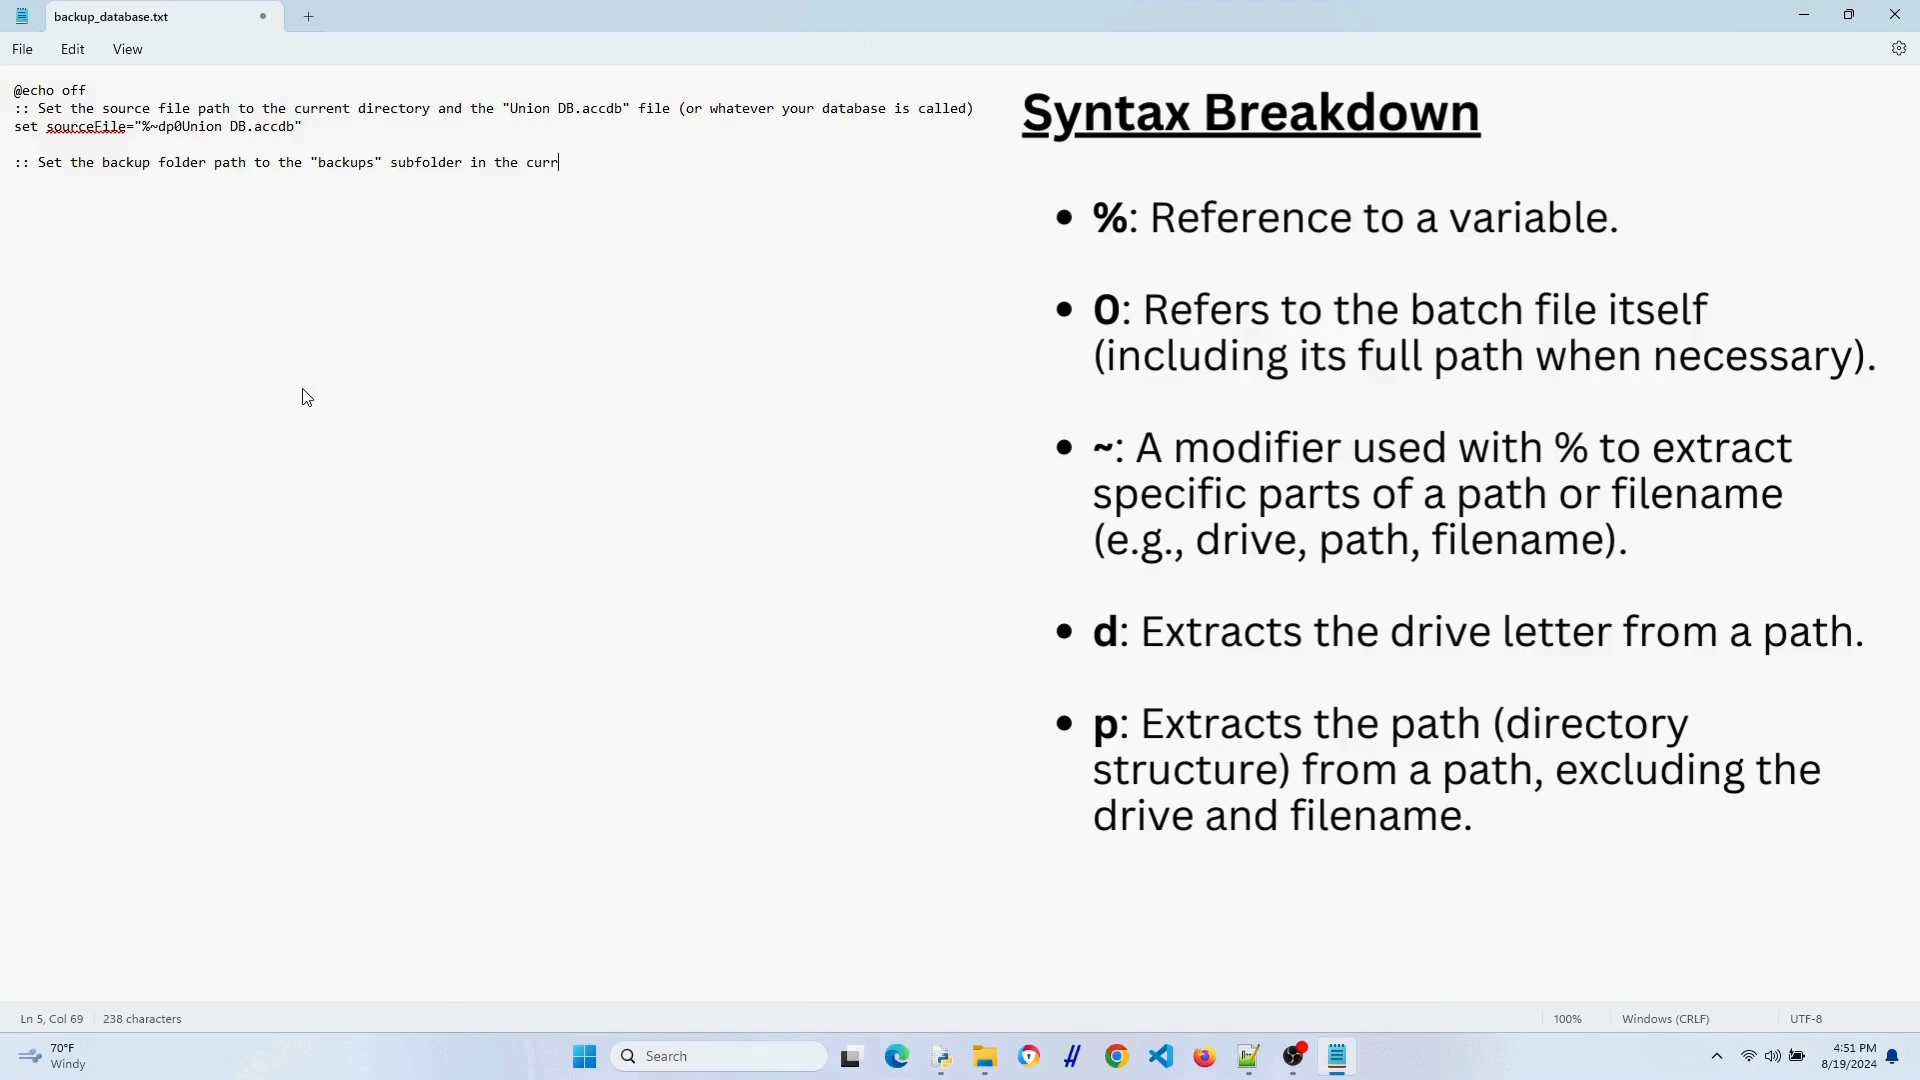 backup_database.txt
File Edit View
@echo off
:: Set the source file path to the current directory and the "Union DB.accdb" file (or whatever your database is called)
set sourceFile="%~dp0Union DB.accdb"
:: Set the backup folder path to the "backups" subfolder in the curr
Syntax Breakdown
• %: Reference to a variable.
• 0: Refers to the batch file itself
(including its full path when necessary).
• ~: A modifier used with % to extract
specific parts of a path or filename
(e.g., drive, path, filename).
• d: Extracts the drive letter from a path.
• p: Extracts the path (directory
structure) from a path, excluding the
drive and filename.
Ln 5, Col 69 238 characters 100% Windows (CRLF) UTF-8
70°F
Windy
Search
4:51 PM
8/19/2024